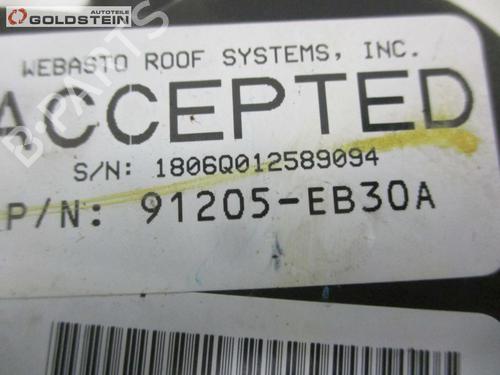 AUTOTEILE
GOLDSTEIN
WEBASTO ROOF SYSTEMS, INC.
ACCEPTED
S/N: 1806Q012589094
P/N: 91205-EB30A
B-PARTS